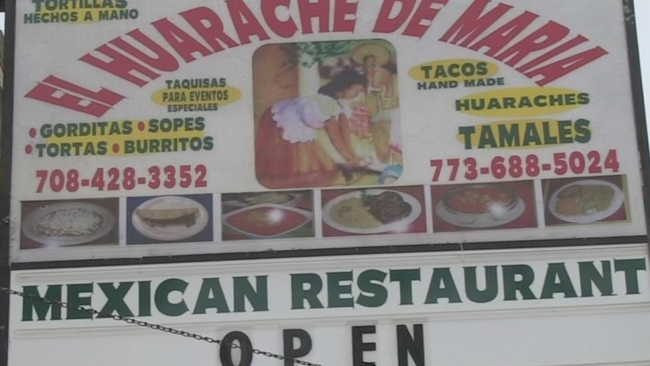 TORTILLAS
HECHOS A MANO
EL HUARACHE DE MARIA
TAQUISAS
PARA EVENTOS
ESPECIALES
• GORDITAS • SOPES
• TORTAS • BURRITOS
TACOS
HAND MADE
HUARACHES
TAMALES
708-428-3352
773-688-5024
MEXICAN RESTAURANT
OPEN